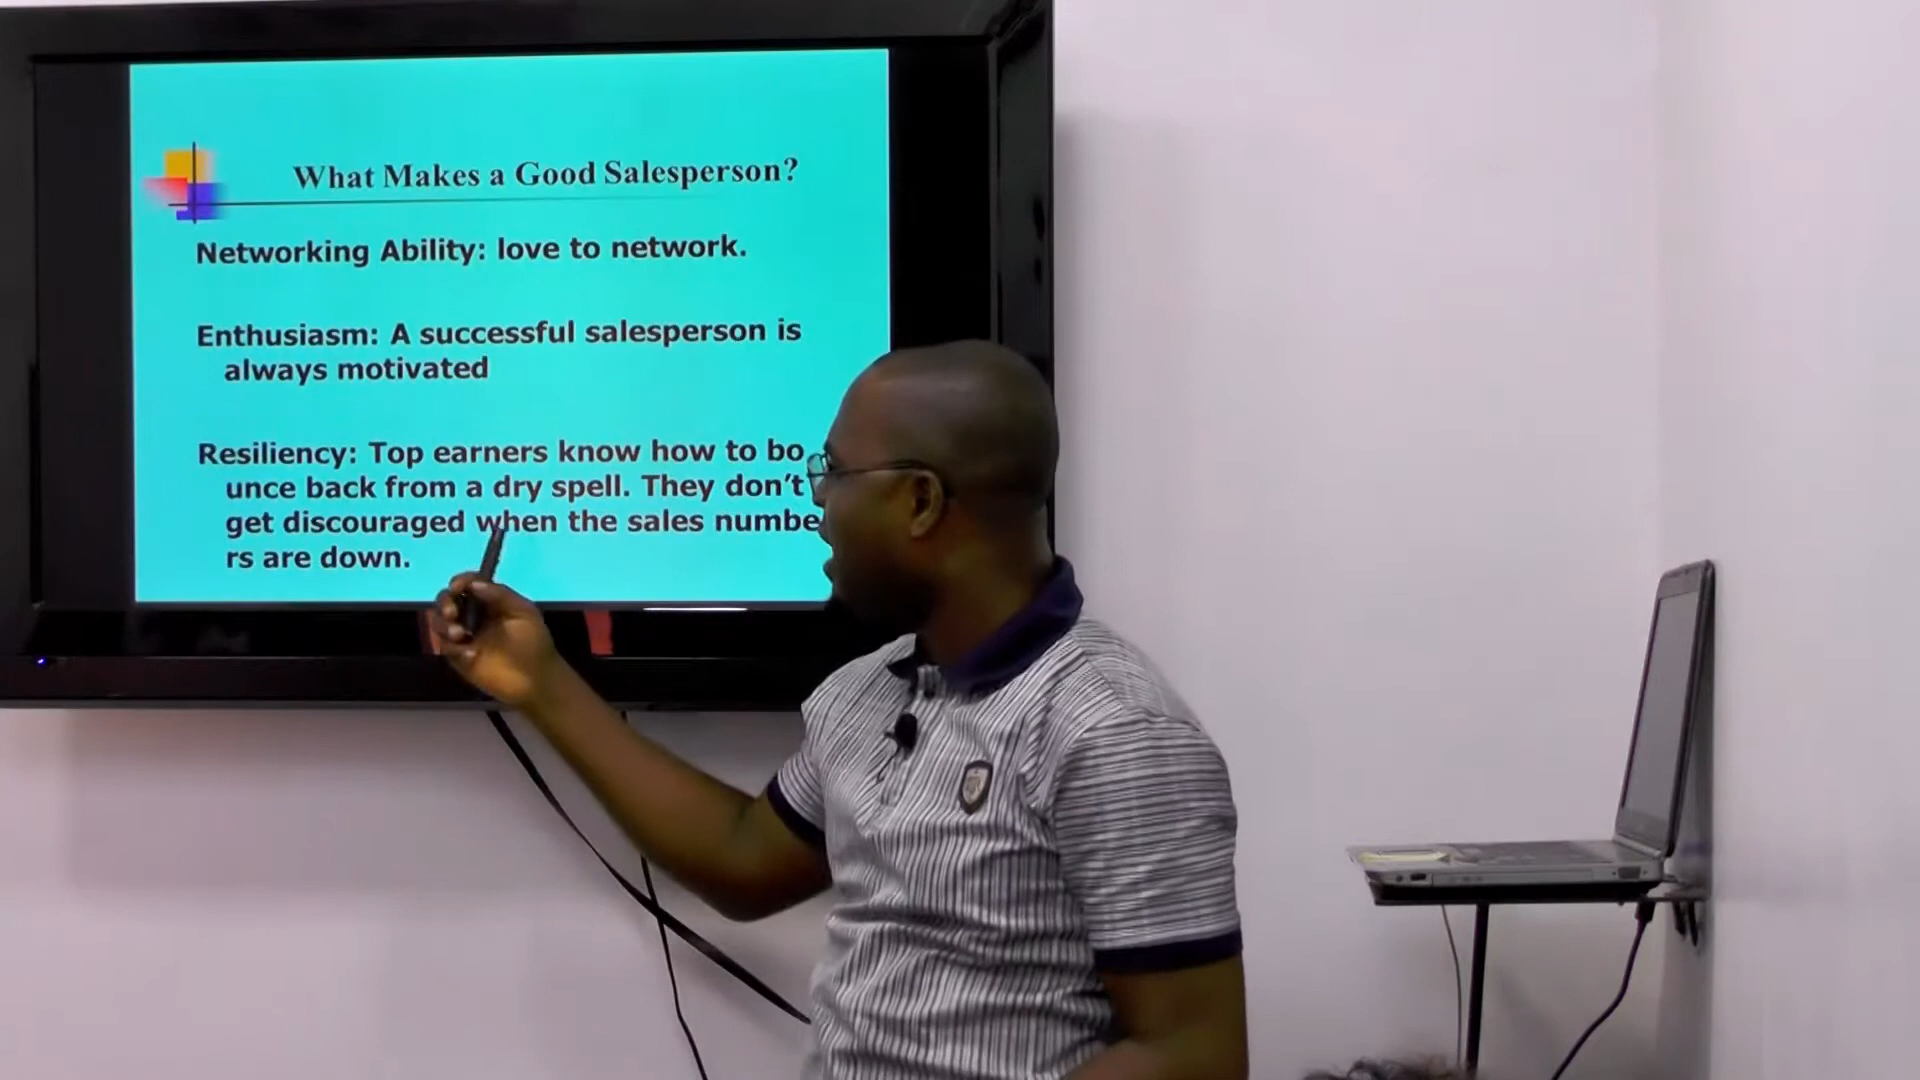 What Makes a Good Salesperson?
Networking Ability: love to network.
Enthusiasm: A successful salesperson is
always motivated
Resiliency: Top earners know how to bo
unce back from a dry spell. They don’t
get discouraged when the sales numbe
rs are down.